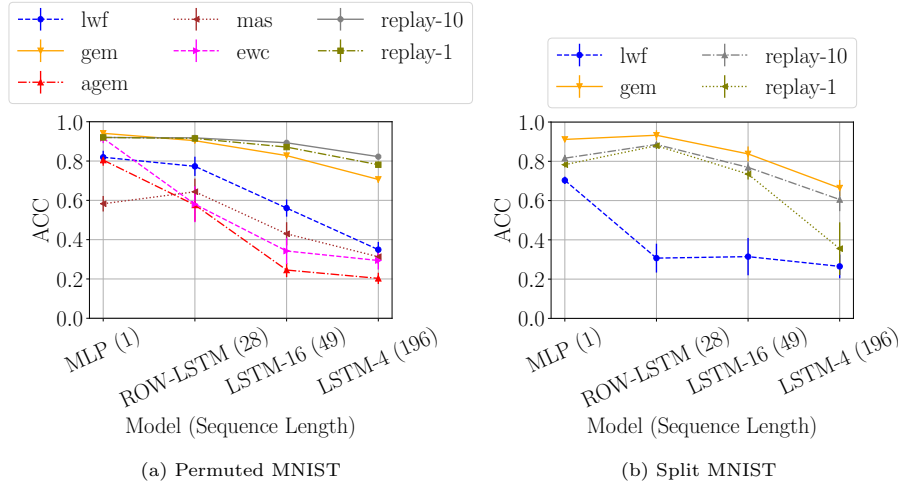 lwf
gem
agem
mas
ewc
replay-10
replay-1
1.0
0.8
0.6
0.4
0.2
0.0
ACC
MLP (1)
ROW-LSTM (28)
LSTM-16 (49)
LSTM-4 (196)
Model (Sequence Length)
(a) Permuted MNIST
lwf
gem
replay-10
replay-1
1.0
0.8
0.6
0.4
0.2
0.0
ACC
MLP (1)
ROW-LSTM (28)
LSTM-16 (49)
LSTM-4 (196)
Model (Sequence Length)
(b) Split MNIST